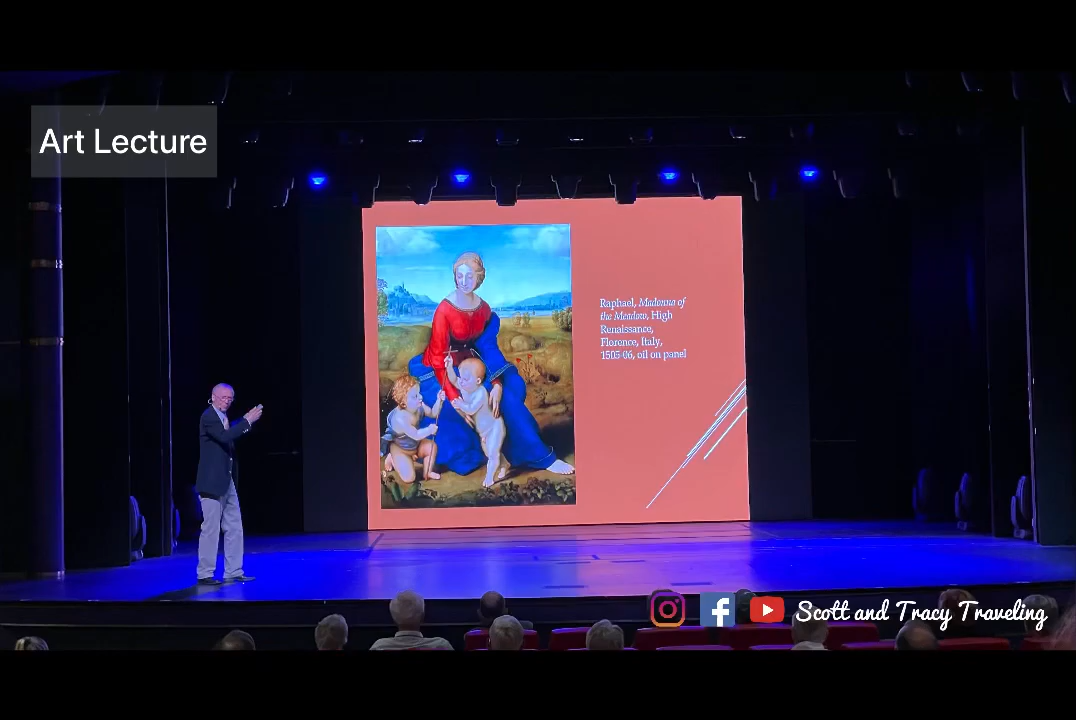 Art Lecture
Raphael, Madonna of
the Meadow, High
Renaissance,
Florence, Italy,
1505-06, oil on panel
Scott and Tracy Traveling